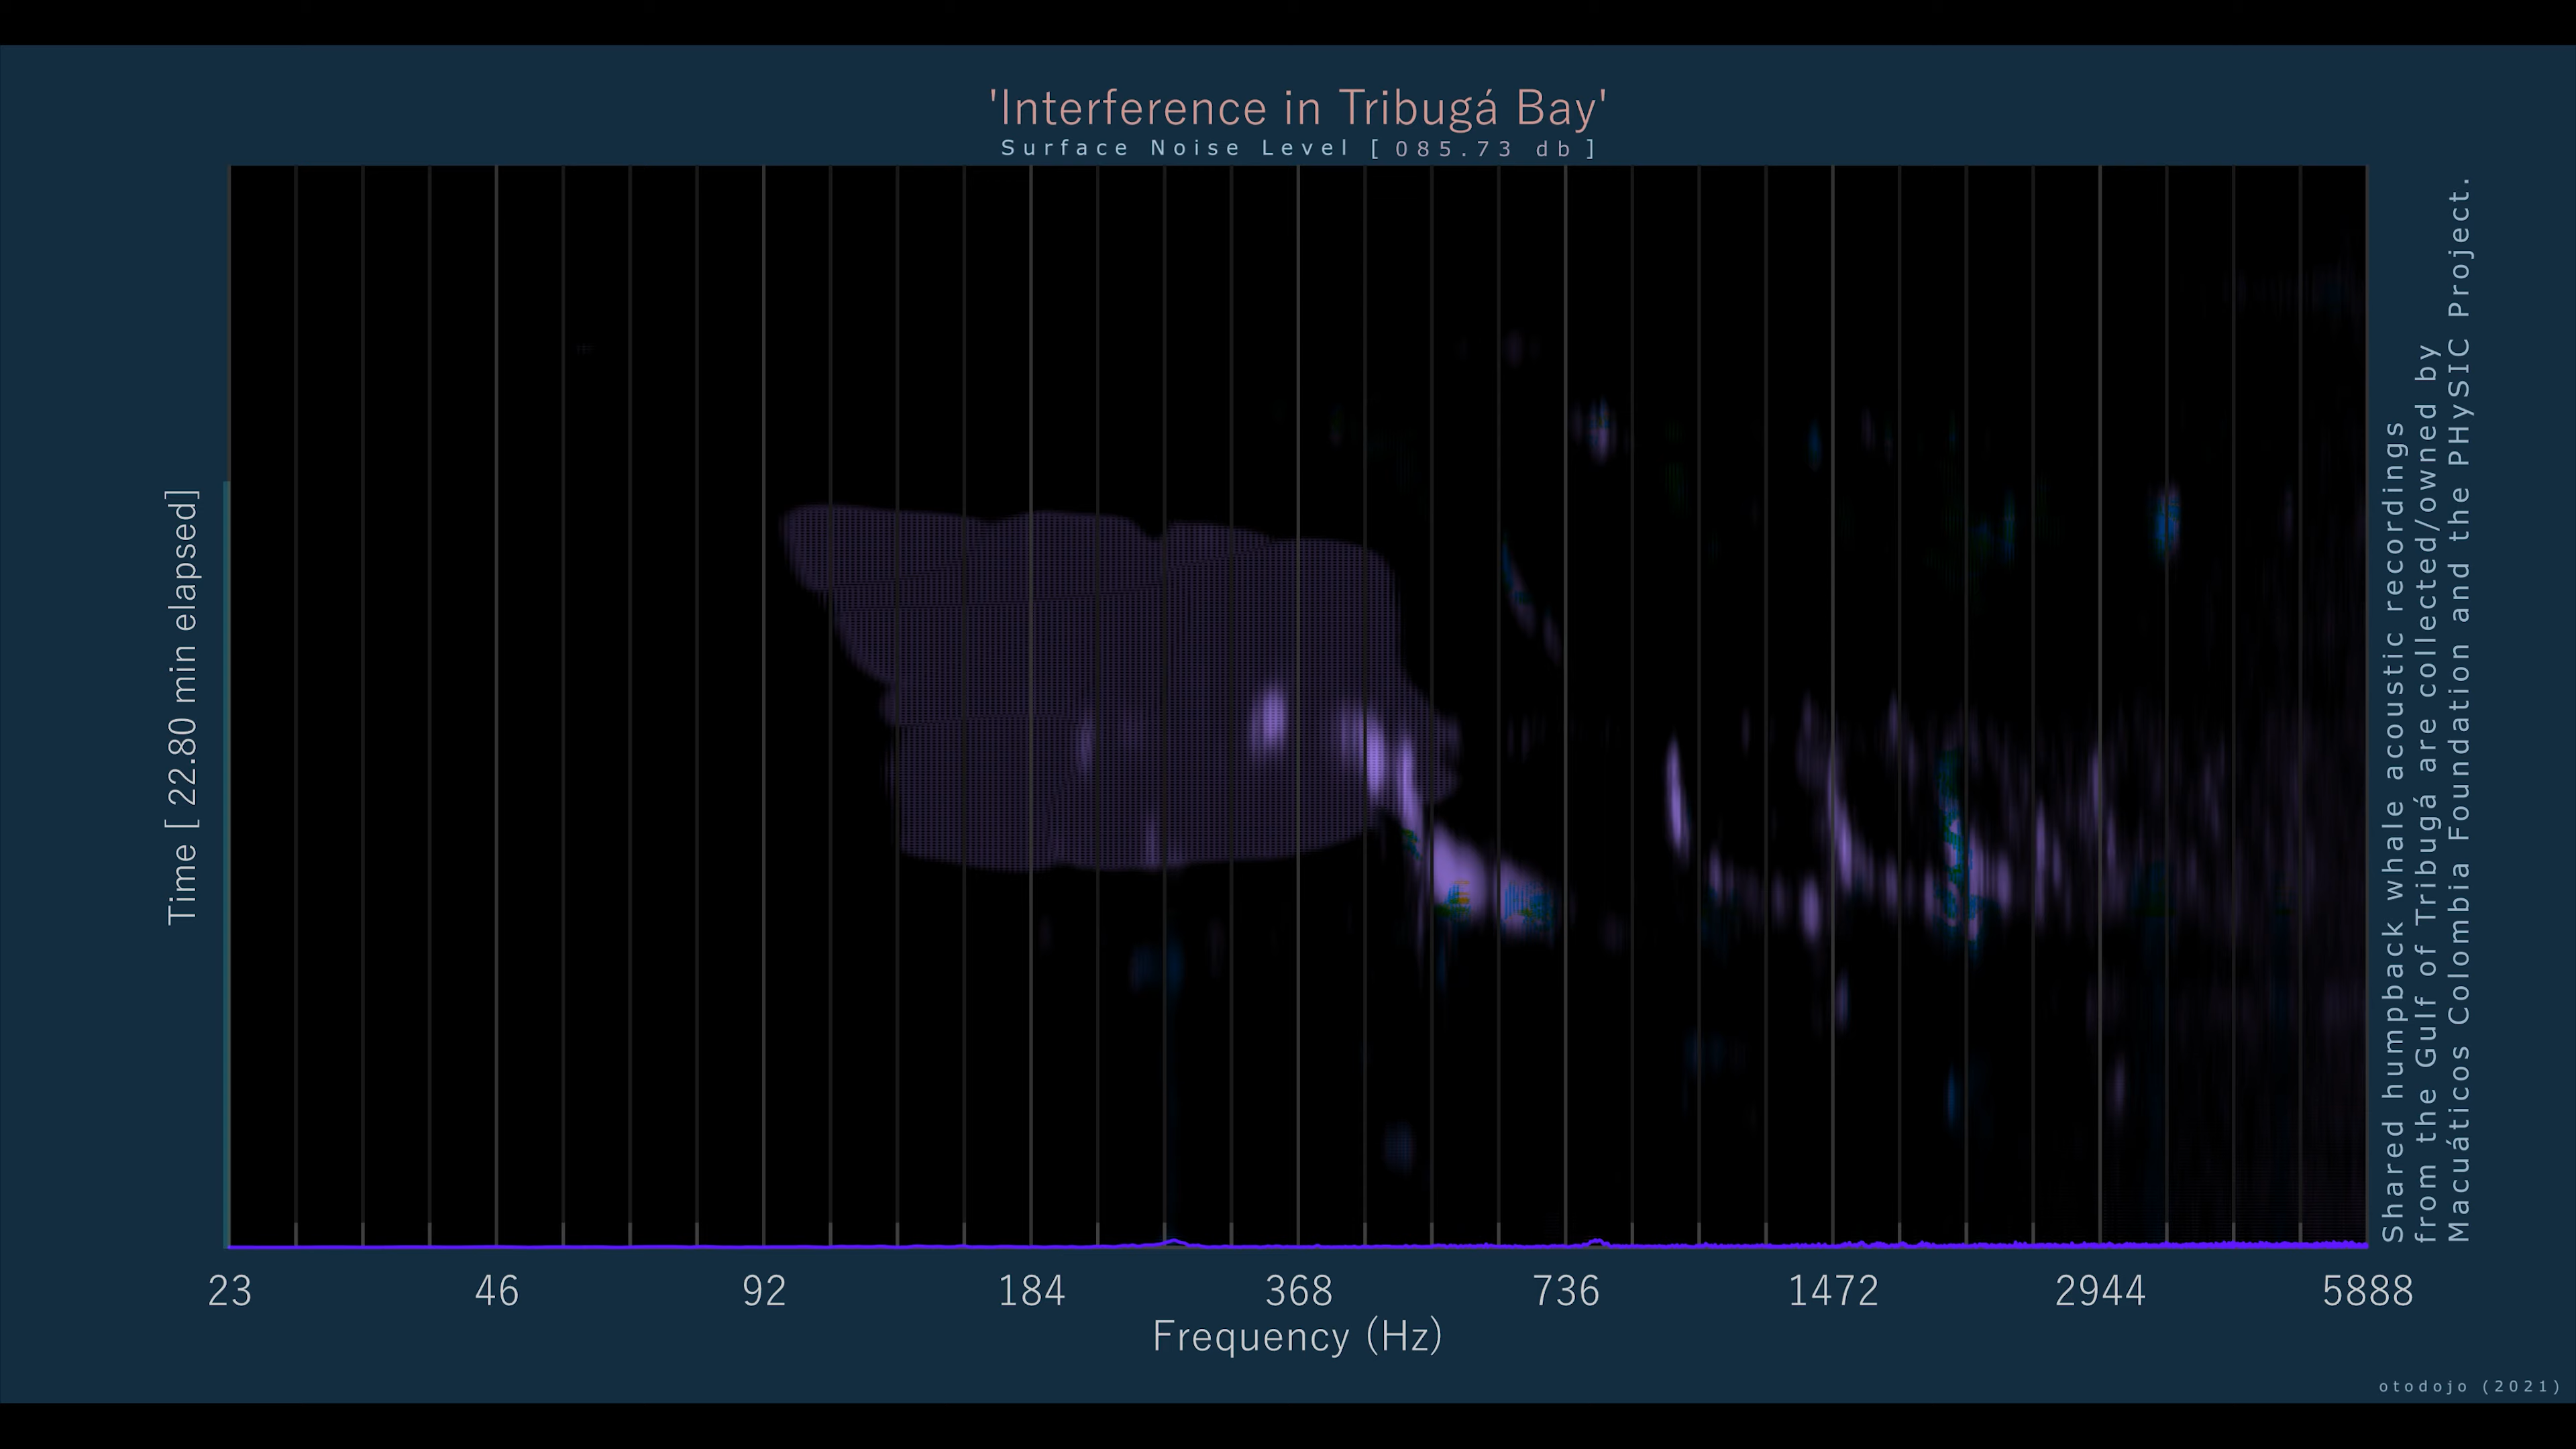 'Interference in Tribugá Bay'
Surface Noise Level [ 085.73 db ]
Time [ 22.80 min elapsed]
Shared humpback whale acoustic recordings
from the Gulf of Tribugá are collected/owned by
Macuáticos Colombia Foundation and the PHySIC Project.
23 46 92 184 368 736 1472 2944 5888
Frequency (Hz)
otodojo (2021)